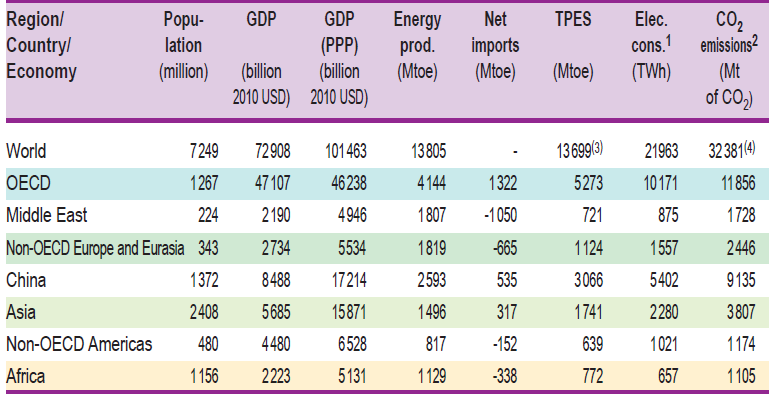 Region/ Popu- GDP GDP Energy Net TPES Elec. CO2
Country/ lation (PPP) prod. imports cons.1 emissions2
Economy (million) (billion (billion (Mtoe) (Mtoe) (Mtoe) (TWh) (Mt
2010 USD) 2010 USD) of CO2)
World 7249 72908 101463 13805 - 13699(3) 21963 32381(4)
OECD 1267 47107 46238 4144 1322 5273 10171 11856
Middle East 224 2190 4946 1807 -1050 721 875 1728
Non-OECD Europe and Eurasia 343 2734 5534 1819 -665 1124 1557 2446
China 1372 8488 17214 2593 535 3066 5402 9135
Asia 2408 5685 15871 1496 317 1741 2280 3807
Non-OECD Americas 480 4480 6528 817 -152 639 1021 1174
Africa 1156 2223 5131 1129 -338 772 657 1105